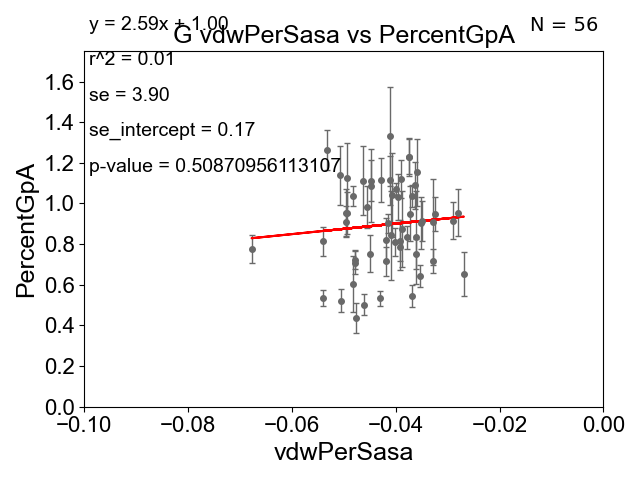 y = 2.59x + 1.00
N = 56
G vdwPerSasa vs PercentGpA
r^2 = 0.01
se = 3.90
se_intercept = 0.17
p-value = 0.50870956113107
PercentGpA
1.6
1.4
1.2
1.0
0.8
0.6
0.4
0.2
0.0
−0.10 −0.08 −0.06 −0.04 −0.02 0.00
vdwPerSasa